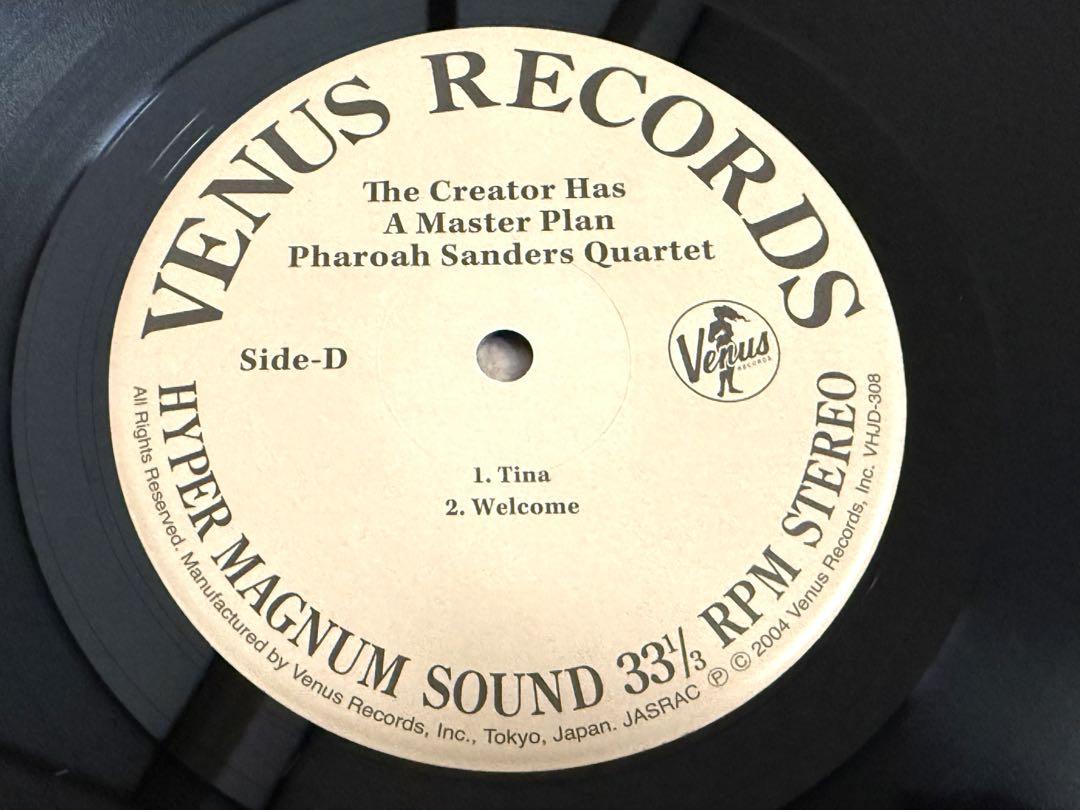 VENUS RECORDS
The Creator Has
A Master Plan
Pharoah Sanders Quartet
Side-D
Venus
RECORDS
1. Tina
2. Welcome
HYPER MAGNUM SOUND 33⅓ RPM STEREO
All Rights Reserved. Manufactured by Venus Records, Inc., Tokyo, Japan. JASRAC Ⓟ Ⓒ 2004 Venus Records, Inc. VHJD-308